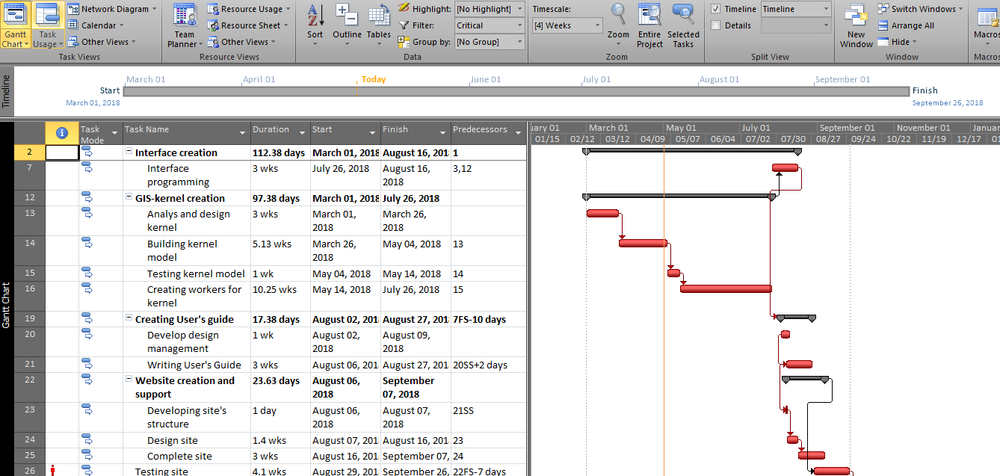 Network Diagram
Resource Usage
Highlight: [No Highlight]
Timescale:
Timeline Timeline
Switch Windows
Calendar
Resource Sheet
Filter: Critical
[4] Weeks
Details
Arrange All
Gantt Chart
Task Usage
Other Views
Team Planner
Other Views
Sort
Outline
Tables
Group by: [No Group]
Zoom
Entire Project
Selected Tasks
New Window
Hide
Macros
Task Views
Resource Views
Data
Zoom
Split View
Window
Macros
Timeline
March 01
April 01
Today
June 01
July 01
August 01
September 01
Start
March 01, 2018
Finish
September 26, 2018
Gantt Chart
Task Mode
Task Name
Duration
Start
Finish
Predecessors
uary 01
March 01
May 01
July 01
September 01
November 01
Januar
01/15 02/12 03/12 04/09 05/07 06/04 07/02 07/30 08/27 09/24 10/22 11/19 12/17 01
2 Interface creation 112.38 days March 01, 2018 August 16, 201 1
7 Interface programming 3 wks July 26, 2018 August 16, 2018 3,12
12 GIS-kernel creation 97.38 days March 01, 2018 July 26, 2018
13 Analys and design kernel 3 wks March 01, 2018 March 26, 2018
14 Building kernel model 5.13 wks March 26, 2018 May 04, 2018 13
15 Testing kernel model 1 wk May 04, 2018 May 14, 2018 14
16 Creating workers for kernel 10.25 wks May 14, 2018 July 26, 2018 15
19 Creating User's guide 17.38 days August 02, 201 August 27, 201 7FS-10 days
20 Develop design management 1 wk August 02, 2018 August 09, 2018
21 Writing User's Guide 3 wks August 06, 201 August 27, 201 20SS+2 days
22 Website creation and support 23.63 days August 06, 2018 September 07, 2018
23 Developing site's structure 1 day August 06, 2018 August 07, 2018 21SS
24 Design site 1.4 wks August 07, 201 August 16, 201 23
25 Complete site 3 wks August 16, 201 September 07, 24
26 Testing site 4.1 wks August 29, 201 September 26, 22FS-7 days